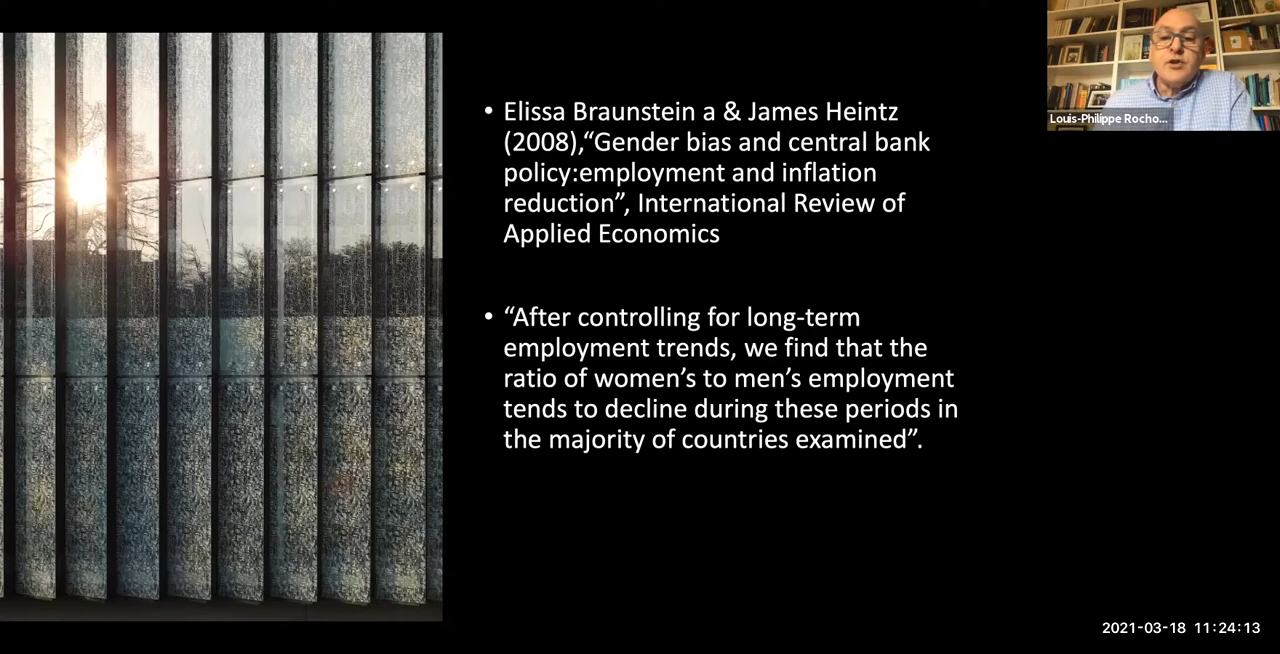 • Elissa Braunstein a & James Heintz
(2008),“Gender bias and central bank
policy:employment and inflation
reduction”, International Review of
Applied Economics
• “After controlling for long-term
employment trends, we find that the
ratio of women’s to men’s employment
tends to decline during these periods in
the majority of countries examined”.
Louis-Philippe Rocho...
2021-03-18 11:24:13